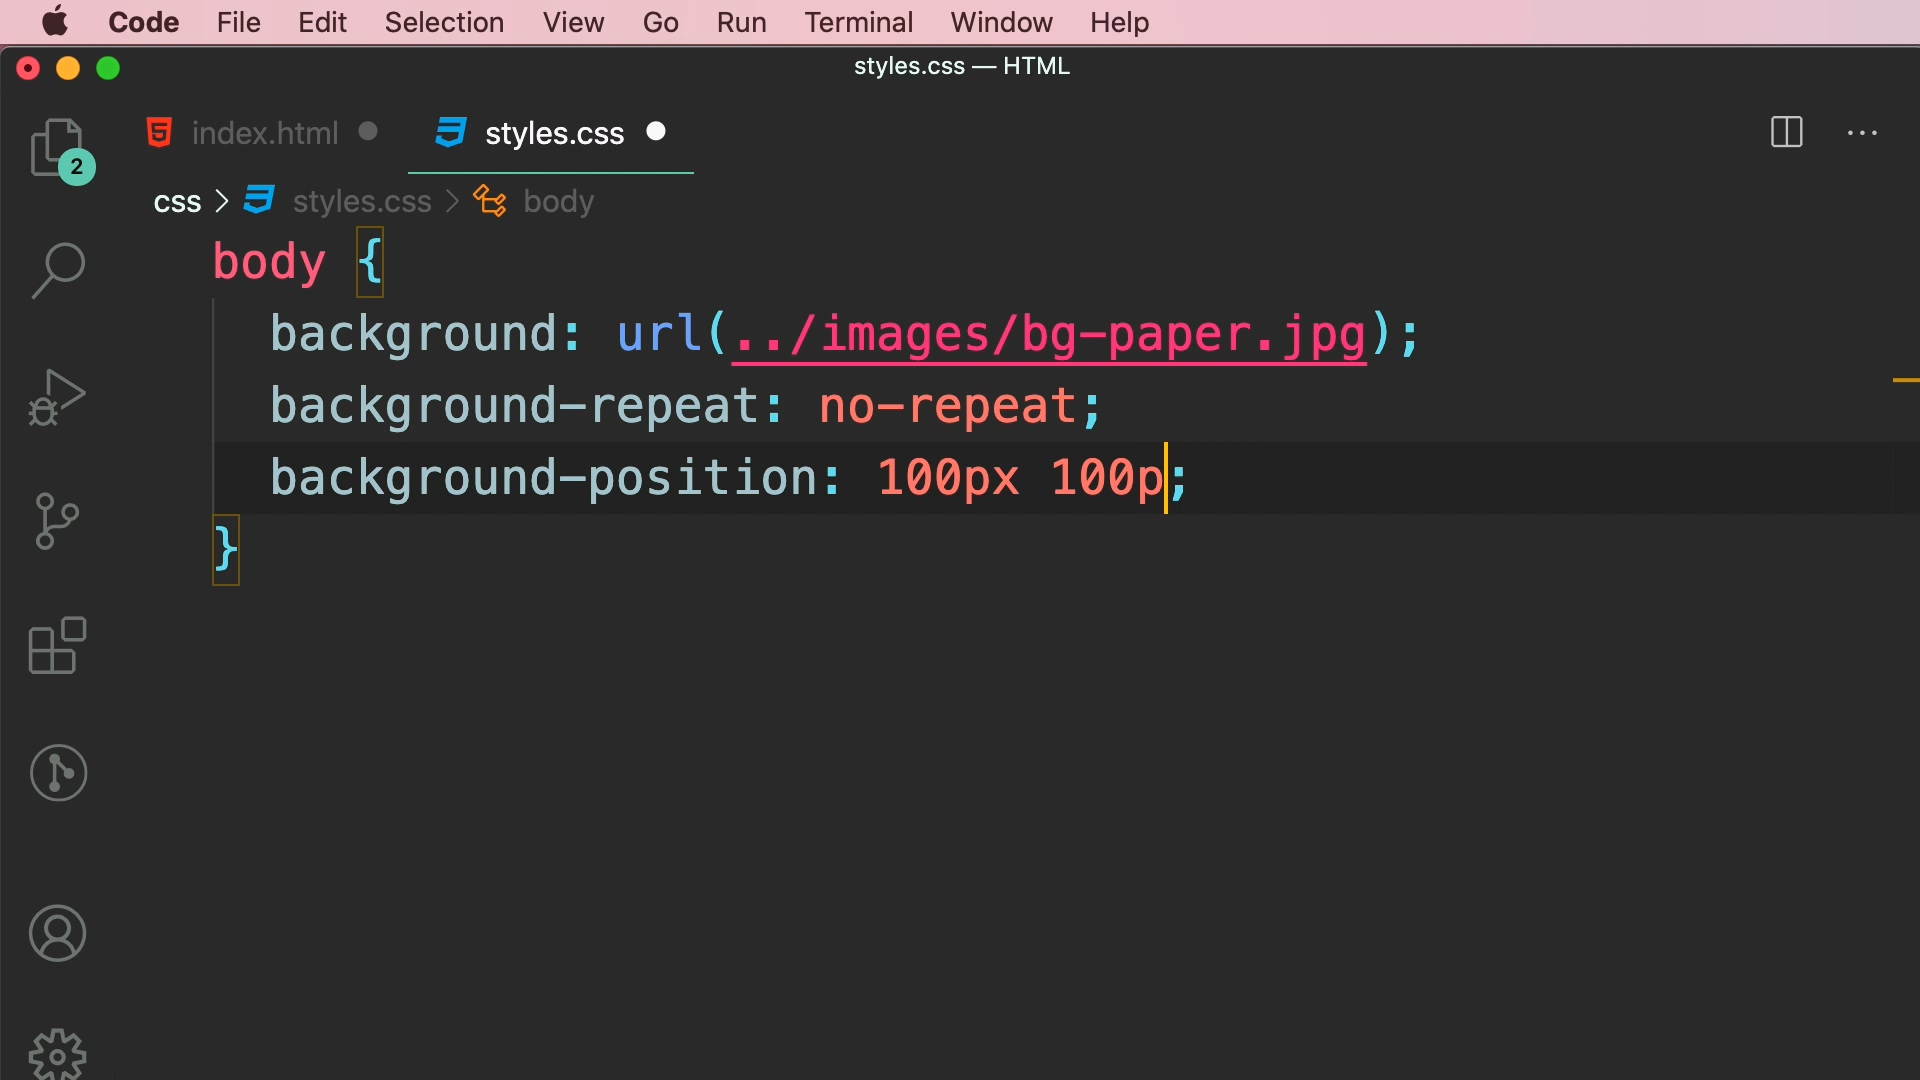 Code File Edit Selection View Go Run Terminal Window Help
styles.css — HTML
index.html styles.css
2
css > styles.css > body
body {
background: url(../images/bg-paper.jpg);
background-repeat: no-repeat;
background-position: 100px 100p;
}